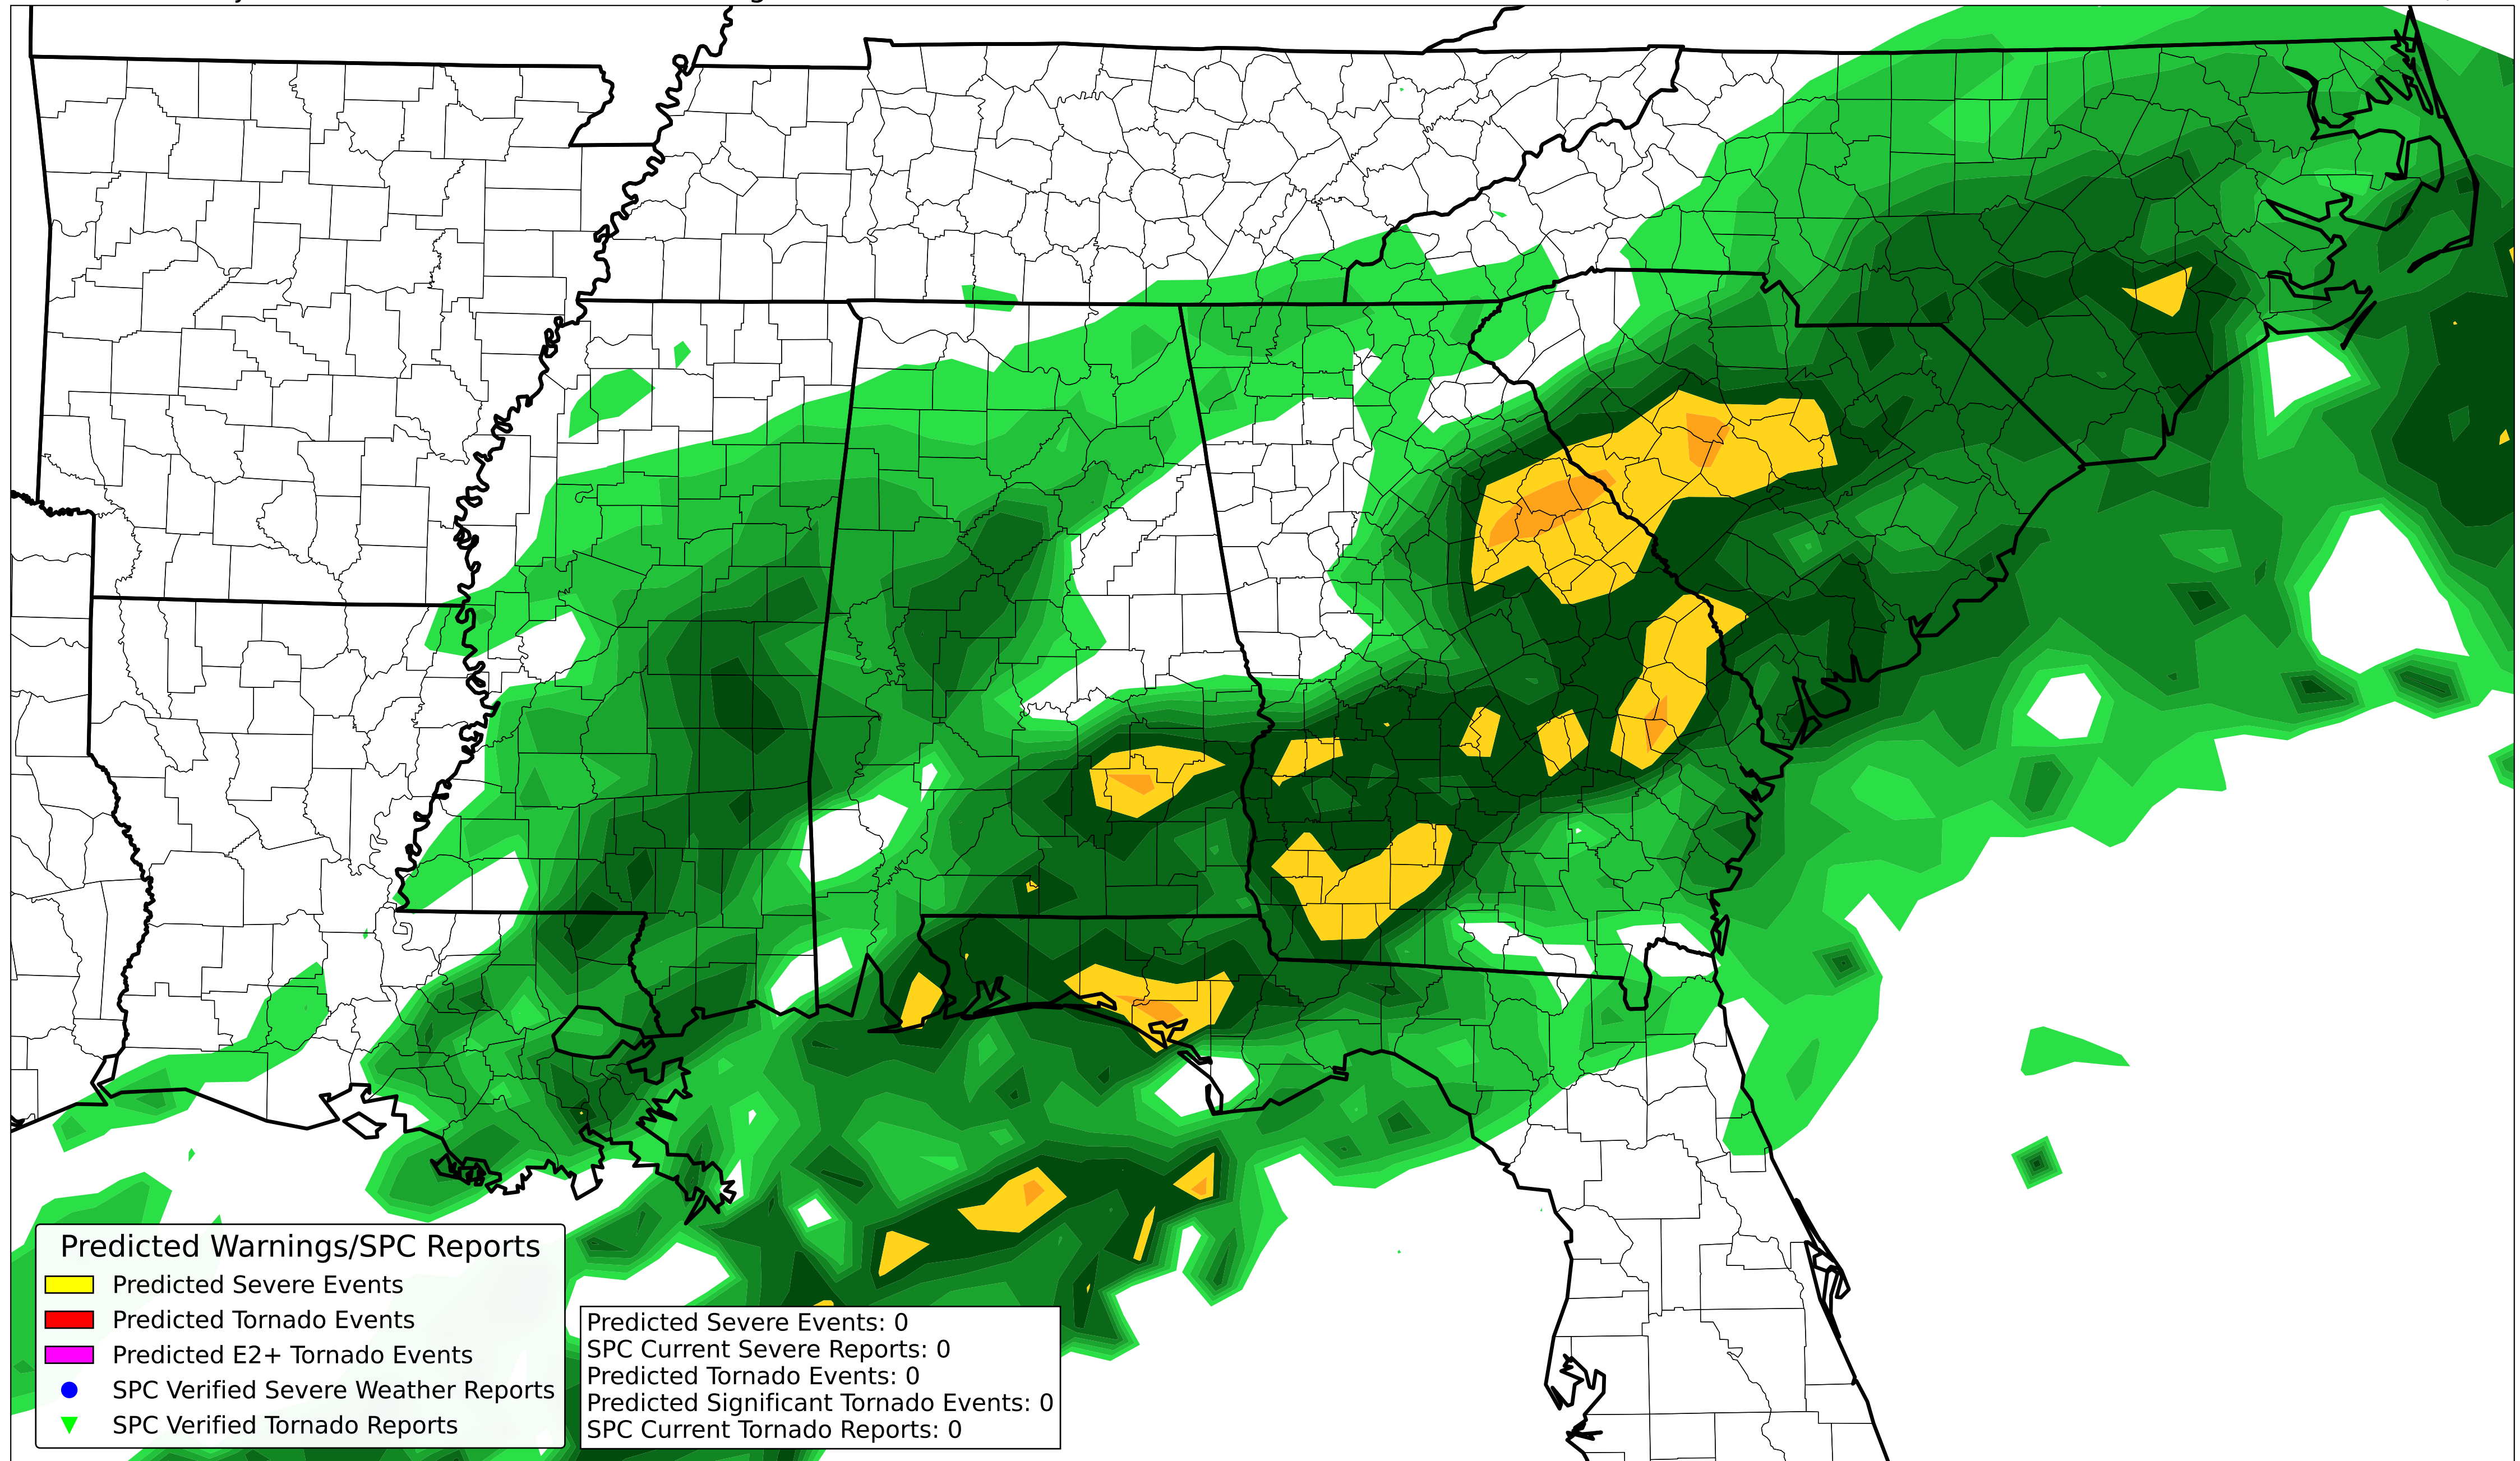 Predicted Warnings/SPC Reports
Predicted Severe Events
Predicted Tornado Events
Predicted E2+ Tornado Events
SPC Verified Severe Weather Reports
SPC Verified Tornado Reports
Predicted Severe Events: 0
SPC Current Severe Reports: 0
Predicted Tornado Events: 0
Predicted Significant Tornado Events: 0
SPC Current Tornado Reports: 0